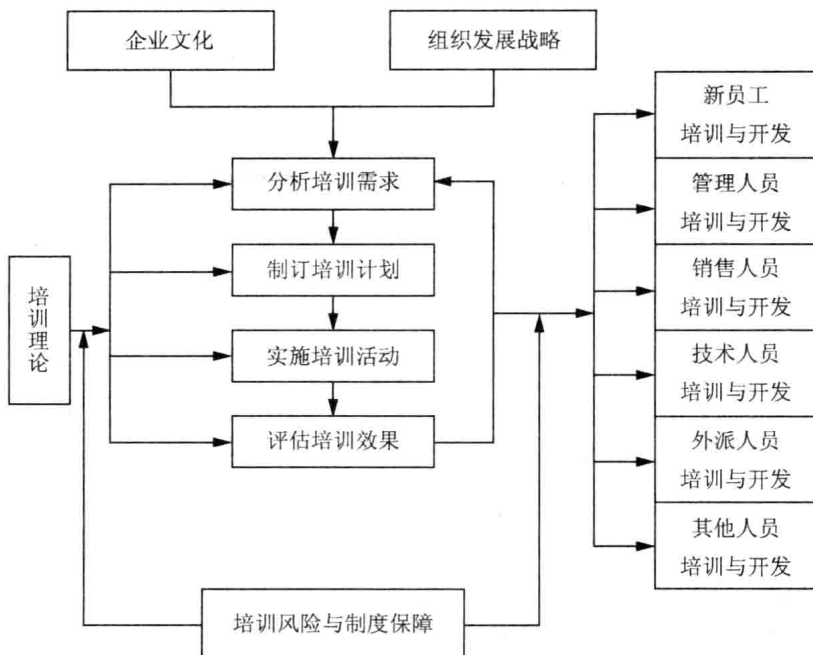 企业文化
组织发展战略
分析培训需求
制订培训计划
实施培训活动
评估培训效果
培训理论
新员工
培训与开发
管理人员
培训与开发
销售人员
培训与开发
技术人员
培训与开发
外派人员
培训与开发
其他人员
培训与开发
培训风险与制度保障